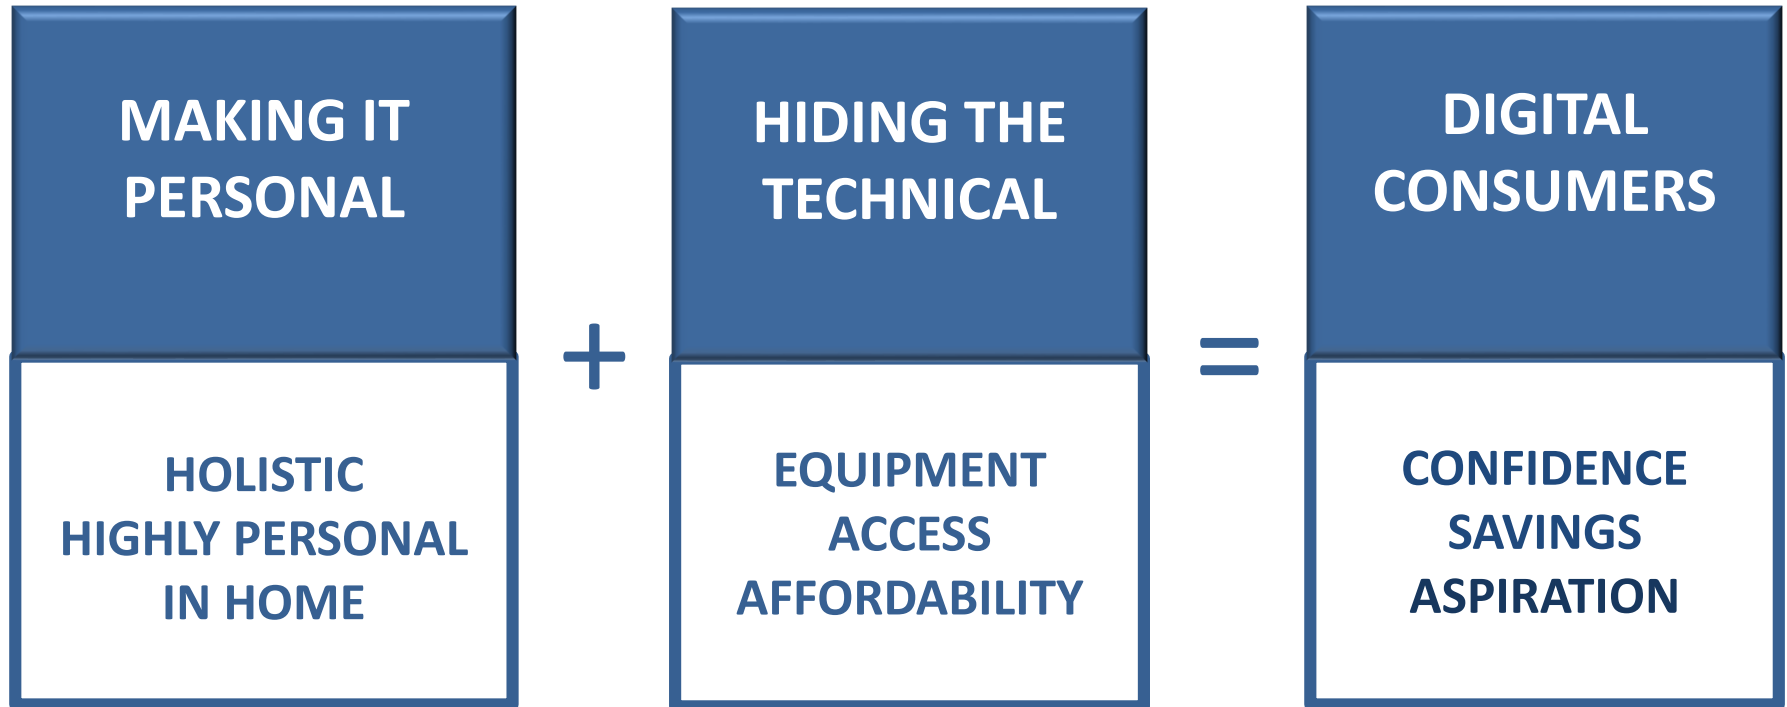 MAKING IT
PERSONAL
HOLISTIC
HIGHLY PERSONAL
IN HOME
+
HIDING THE
TECHNICAL
EQUIPMENT
ACCESS
AFFORDABILITY
=
DIGITAL
CONSUMERS
CONFIDENCE
SAVINGS
ASPIRATION